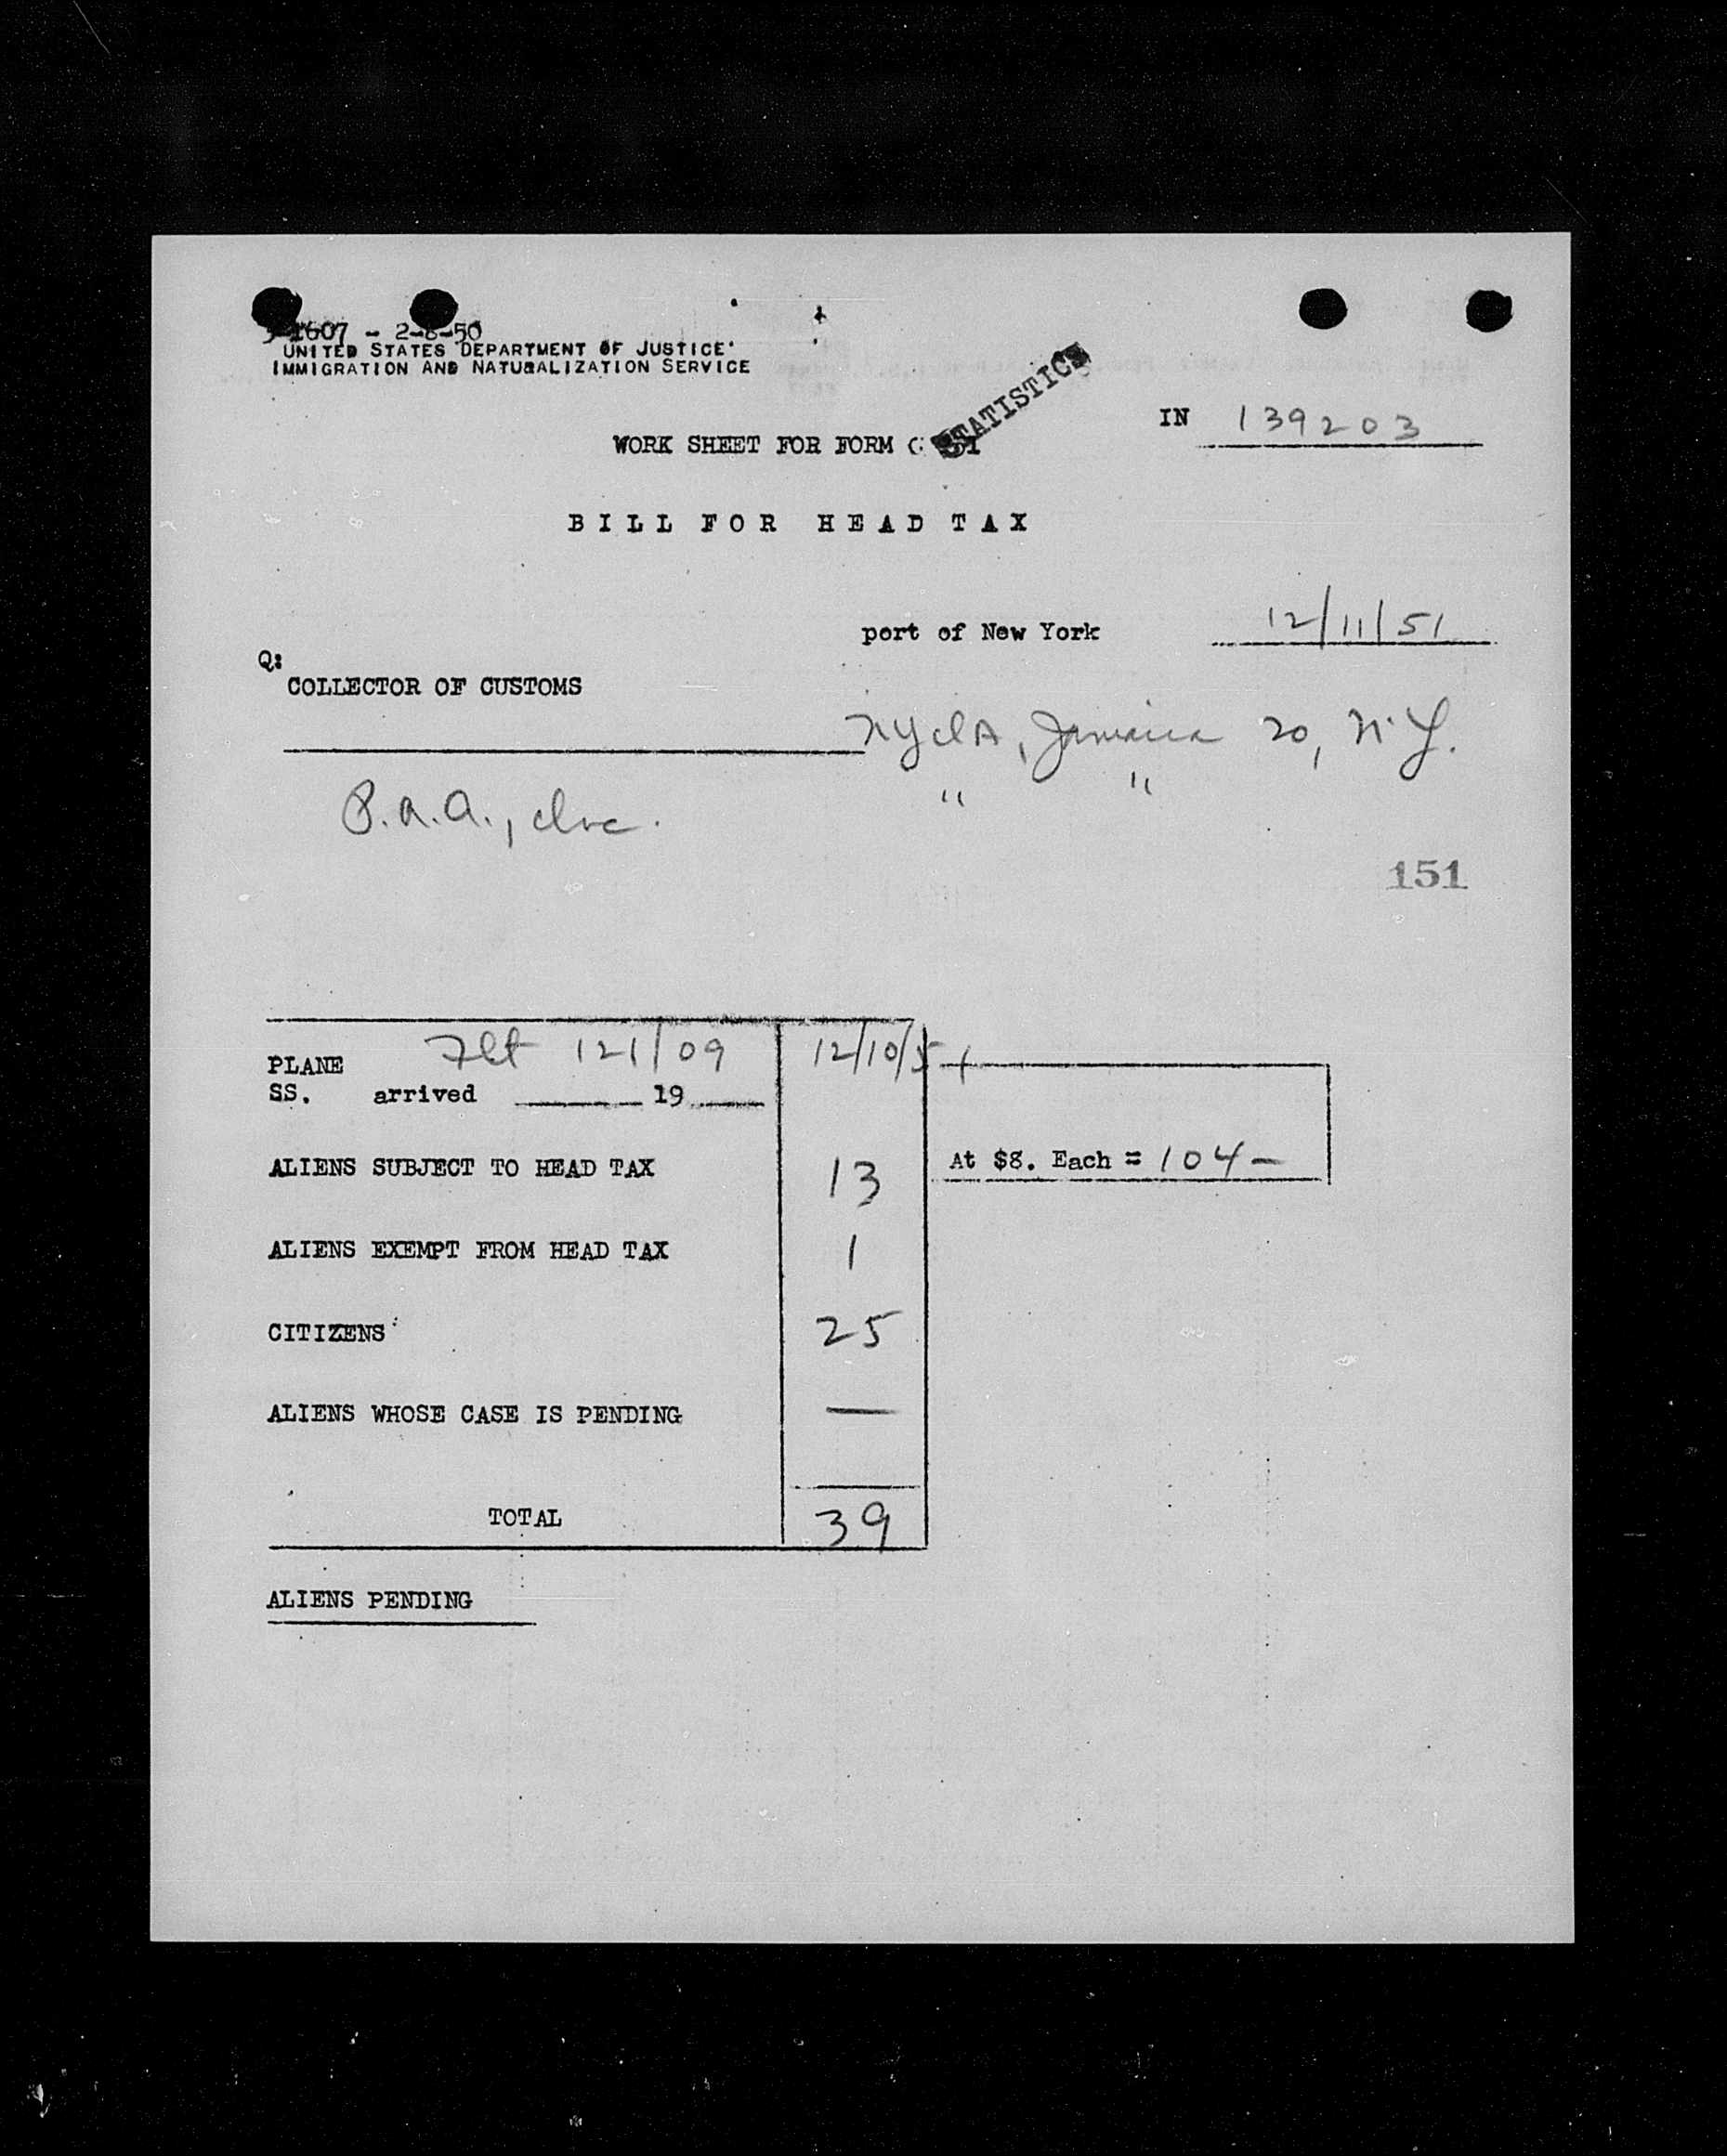 1607 - 2-8-50
UNITED STATES DEPARTMENT OF JUSTICE
IMMIGRATION AND NATURALIZATION SERVICE
STATISTICS
IN 139203
WORK SHEET FOR FORM
BILL FOR HEAD TAX
port of New York 12/11/51
Q:
COLLECTOR OF CUSTOMS
NYIA, Jamaica 20, N.Y.
P.A.A., Inc. " "
151
PLANE Flt 121/09 12/10/51
SS. arrived 19
ALIENS SUBJECT TO HEAD TAX 13 At $8. Each = 104-
ALIENS EXEMPT FROM HEAD TAX 1
CITIZENS 25
ALIENS WHOSE CASE IS PENDING —
TOTAL 39
ALIENS PENDING